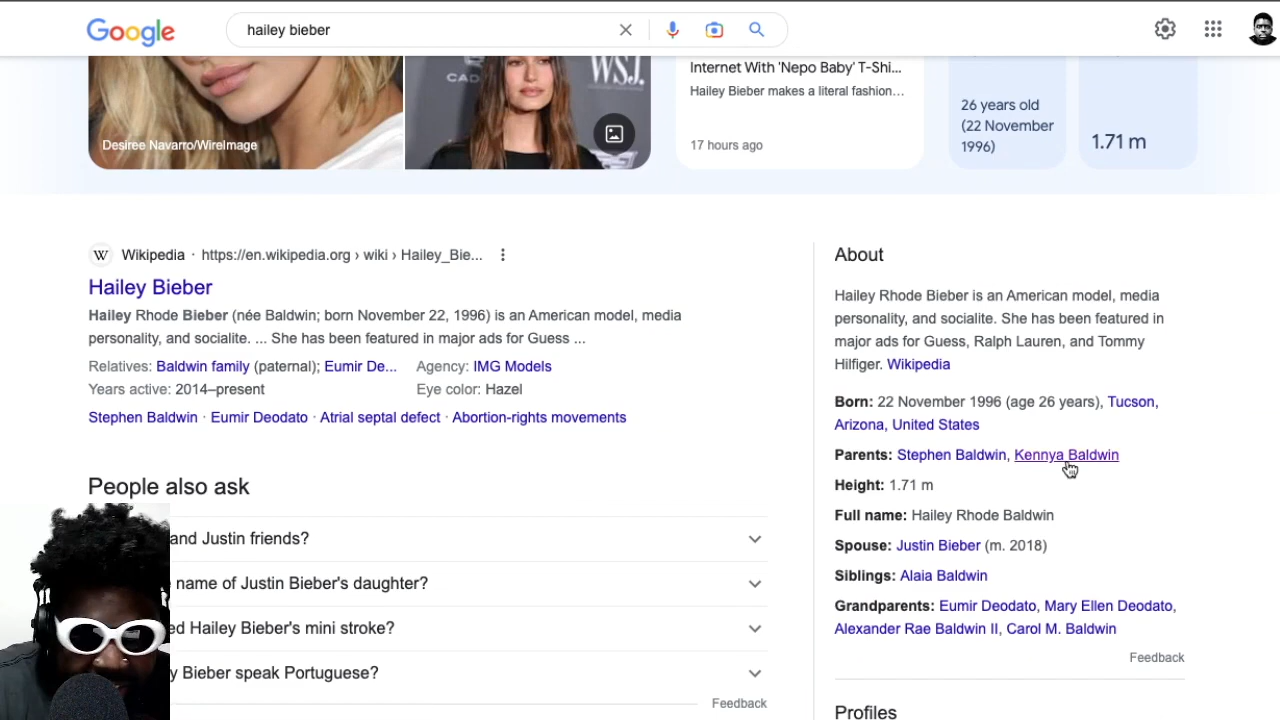 Google
hailey bieber
CAD
WSJ.
Desiree Navarro/WireImage
Internet With 'Nepo Baby' T-Shi...
Hailey Bieber makes a literal fashion...
17 hours ago
26 years old
(22 November
1996)
1.71 m
W Wikipedia · https://en.wikipedia.org › wiki › Hailey_Bie...
Hailey Bieber
Hailey Rhode Bieber (née Baldwin; born November 22, 1996) is an American model, media
personality, and socialite. ... She has been featured in major ads for Guess ...
Relatives: Baldwin family (paternal); Eumir De... Agency: IMG Models
Years active: 2014–present Eye color: Hazel
Stephen Baldwin · Eumir Deodato · Atrial septal defect · Abortion-rights movements
People also ask
and Justin friends?
name of Justin Bieber's daughter?
ed Hailey Bieber's mini stroke?
y Bieber speak Portuguese?
Feedback
About
Hailey Rhode Bieber is an American model, media
personality, and socialite. She has been featured in
major ads for Guess, Ralph Lauren, and Tommy
Hilfiger. Wikipedia
Born: 22 November 1996 (age 26 years), Tucson,
Arizona, United States
Parents: Stephen Baldwin, Kennya Baldwin
Height: 1.71 m
Full name: Hailey Rhode Baldwin
Spouse: Justin Bieber (m. 2018)
Siblings: Alaia Baldwin
Grandparents: Eumir Deodato, Mary Ellen Deodato,
Alexander Rae Baldwin II, Carol M. Baldwin
Feedback
Profiles